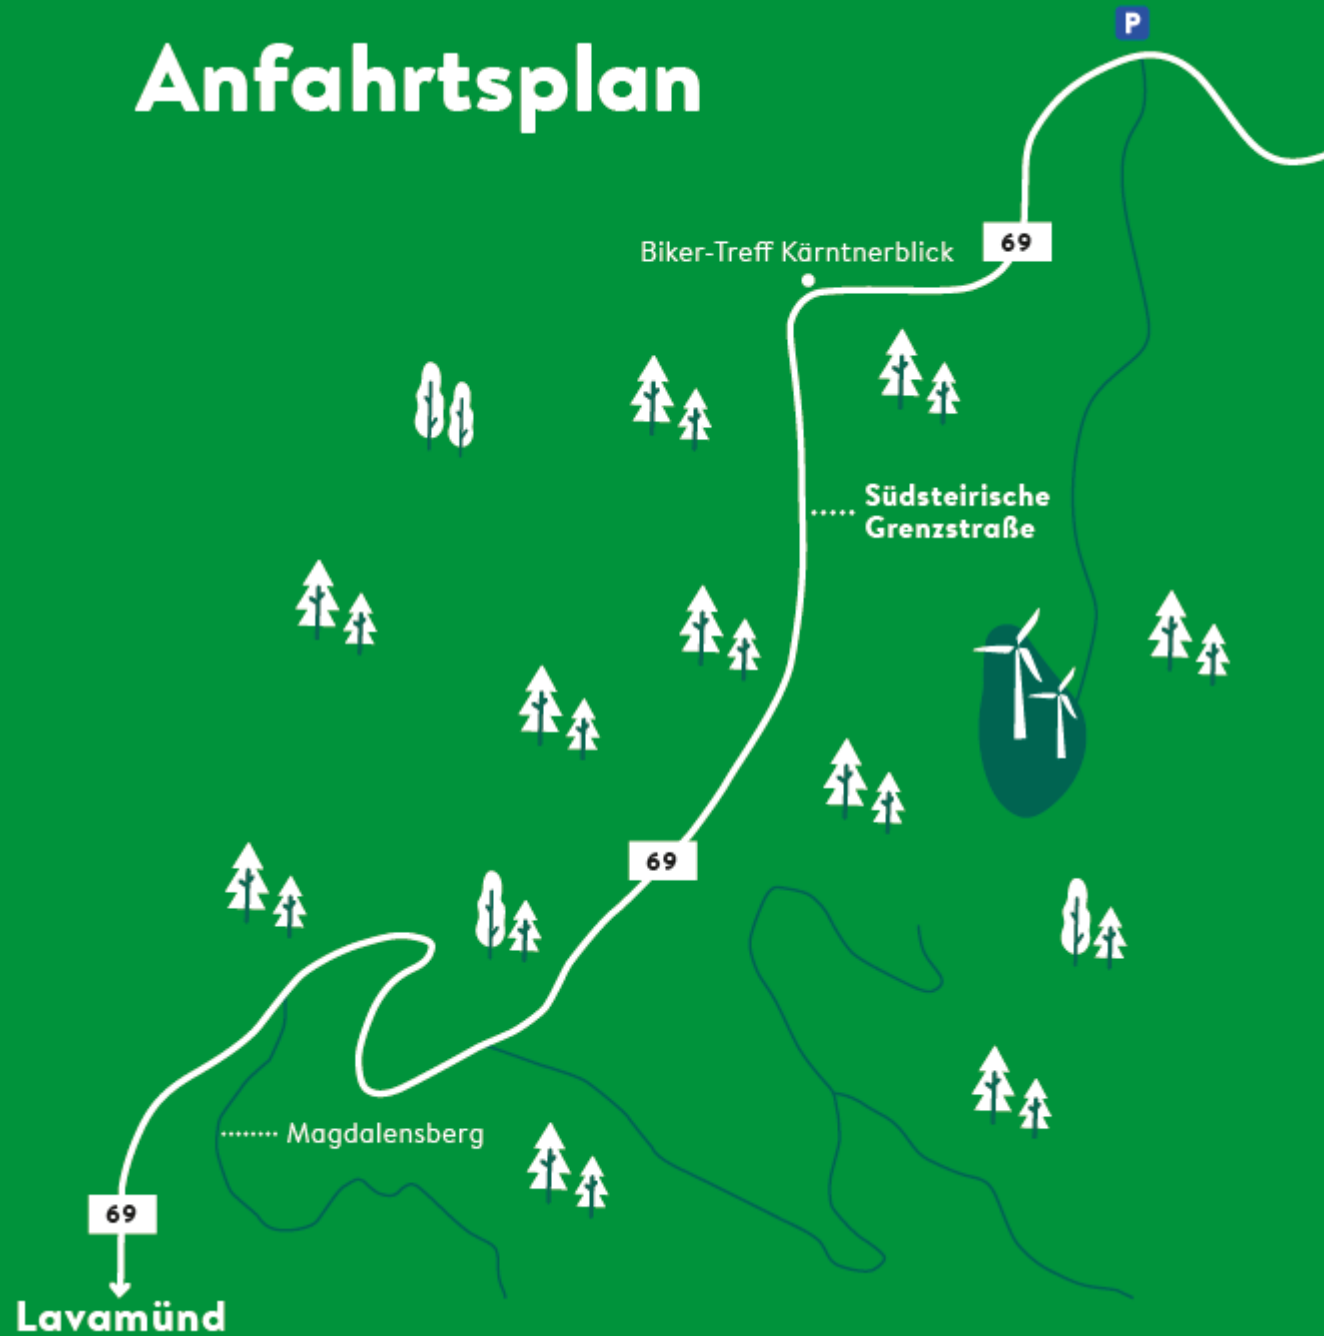 P
Anfahrtsplan
69
Biker-Treff Kärntnerblick
Südsteirische
Grenzstraße
69
Magdalensberg
69
Lavamünd